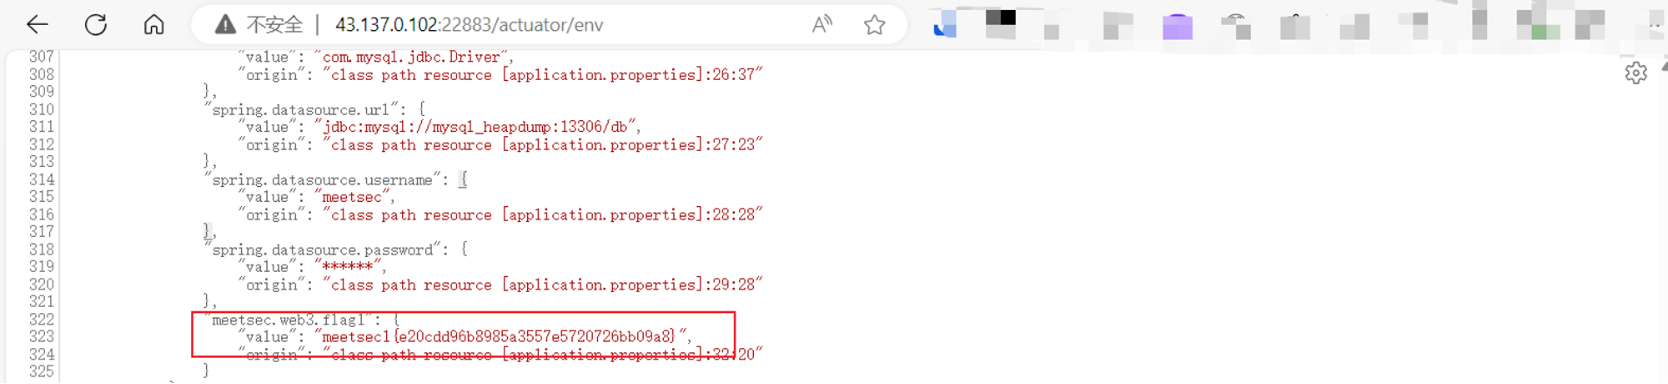 不安全 | 43.137.0.102:22883/actuator/env
307 "value": "com.mysql.jdbc.Driver",
308 "origin": "class path resource [application.properties]:26:37"
309 },
310 "spring.datasource.url": {
311 "value": "jdbc:mysql://mysql_heapdump:13306/db",
312 "origin": "class path resource [application.properties]:27:23"
313 },
314 "spring.datasource.username": {
315 "value": "meetsec",
316 "origin": "class path resource [application.properties]:28:28"
317 },
318 "spring.datasource.password": {
319 "value": "******",
320 "origin": "class path resource [application.properties]:29:28"
321 },
322 "meetsec.web3.flag1": {
323 "value": "meetsec1{e20cdd96b8985a3557e5720726bb09a8}",
324 "origin": "class path resource [application.properties]:32:20"
325 }